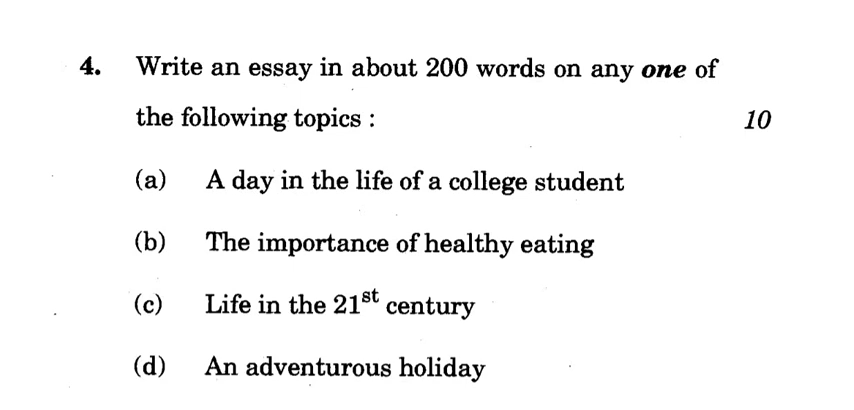 4. Write an essay in about 200 words on any one of
the following topics : 10
(a) A day in the life of a college student
(b) The importance of healthy eating
(c) Life in the 21st century
(d) An adventurous holiday